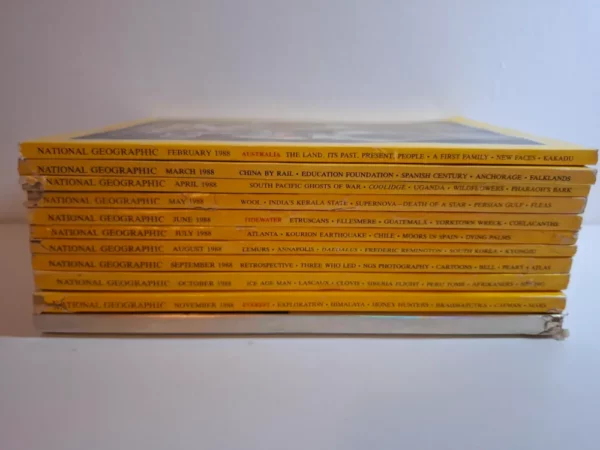 NATIONAL GEOGRAPHIC FEBRUARY 1988 AUSTRALIA THE LAND, ITS PAST, PRESENT, PEOPLE • A FIRST FAMILY • NEW FACES • KAKADU
NATIONAL GEOGRAPHIC MARCH 1988 CHINA BY RAIL • EDUCATION FOUNDATION • SPANISH CENTURY • ANCHORAGE • FALKLANDS
NATIONAL GEOGRAPHIC APRIL 1988 SOUTH PACIFIC GHOSTS OF WAR • COOLIDGE • UGANDA • WILDFLOWERS • PHARAOH'S BARK
NATIONAL GEOGRAPHIC MAY 1988 WOOL • INDIA'S KERALA STATE • SUPERNOVA—DEATH OF A STAR • PERSIAN GULF • FLEAS
NATIONAL GEOGRAPHIC JUNE 1988 TIDEWATER • ETRUSCANS • ELLESMERE • GUATEMALA • YORKTOWN WRECK • COELACANTHS
NATIONAL GEOGRAPHIC JULY 1988 ATLANTA • KOURION EARTHQUAKE • CHILE • MOORS IN SPAIN • DYING PALMS
NATIONAL GEOGRAPHIC AUGUST 1988 LEMURS • ANNAPOLIS • DAEDALUS • FREDERIC REMINGTON • SOUTH KOREA • KYONGJU
NATIONAL GEOGRAPHIC SEPTEMBER 1988 RETROSPECTIVE • THREE WHO LED • NGS PHOTOGRAPHY • CARTOONS • BELL • PEARY • ATLAS
NATIONAL GEOGRAPHIC OCTOBER 1988 ICE AGE MAN • LASCAUX • CLOVIS • PERU TOMB • AFRIKANERS
NATIONAL GEOGRAPHIC NOVEMBER 1988 EVEREST • EXPLORATION • HIMALAYA • HONEY HUNTERS • BRAHMAPUTRA • CAYMAN